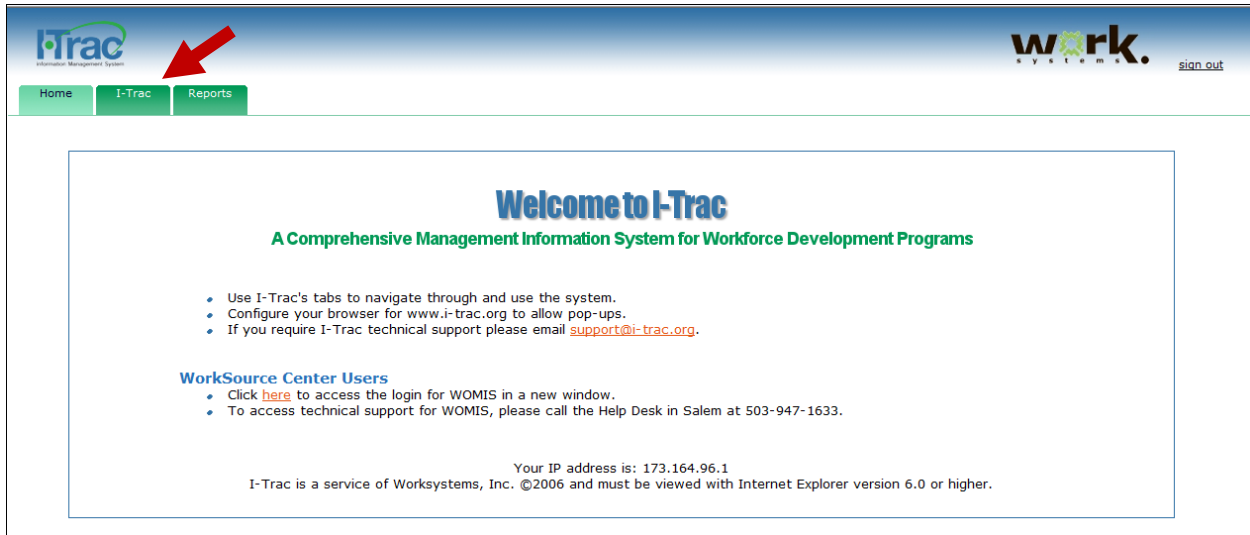 I-Trac
Information Management System
work.
systems
sign out
Home I-Trac Reports
Welcome to I-Trac
A Comprehensive Management Information System for Workforce Development Programs
Use I-Trac's tabs to navigate through and use the system.
Configure your browser for www.i-trac.org to allow pop-ups.
If you require I-Trac technical support please email support@i-trac.org.
WorkSource Center Users
Click here to access the login for WOMIS in a new window.
To access technical support for WOMIS, please call the Help Desk in Salem at 503-947-1633.
Your IP address is: 173.164.96.1
I-Trac is a service of Worksystems, Inc. ©2006 and must be viewed with Internet Explorer version 6.0 or higher.